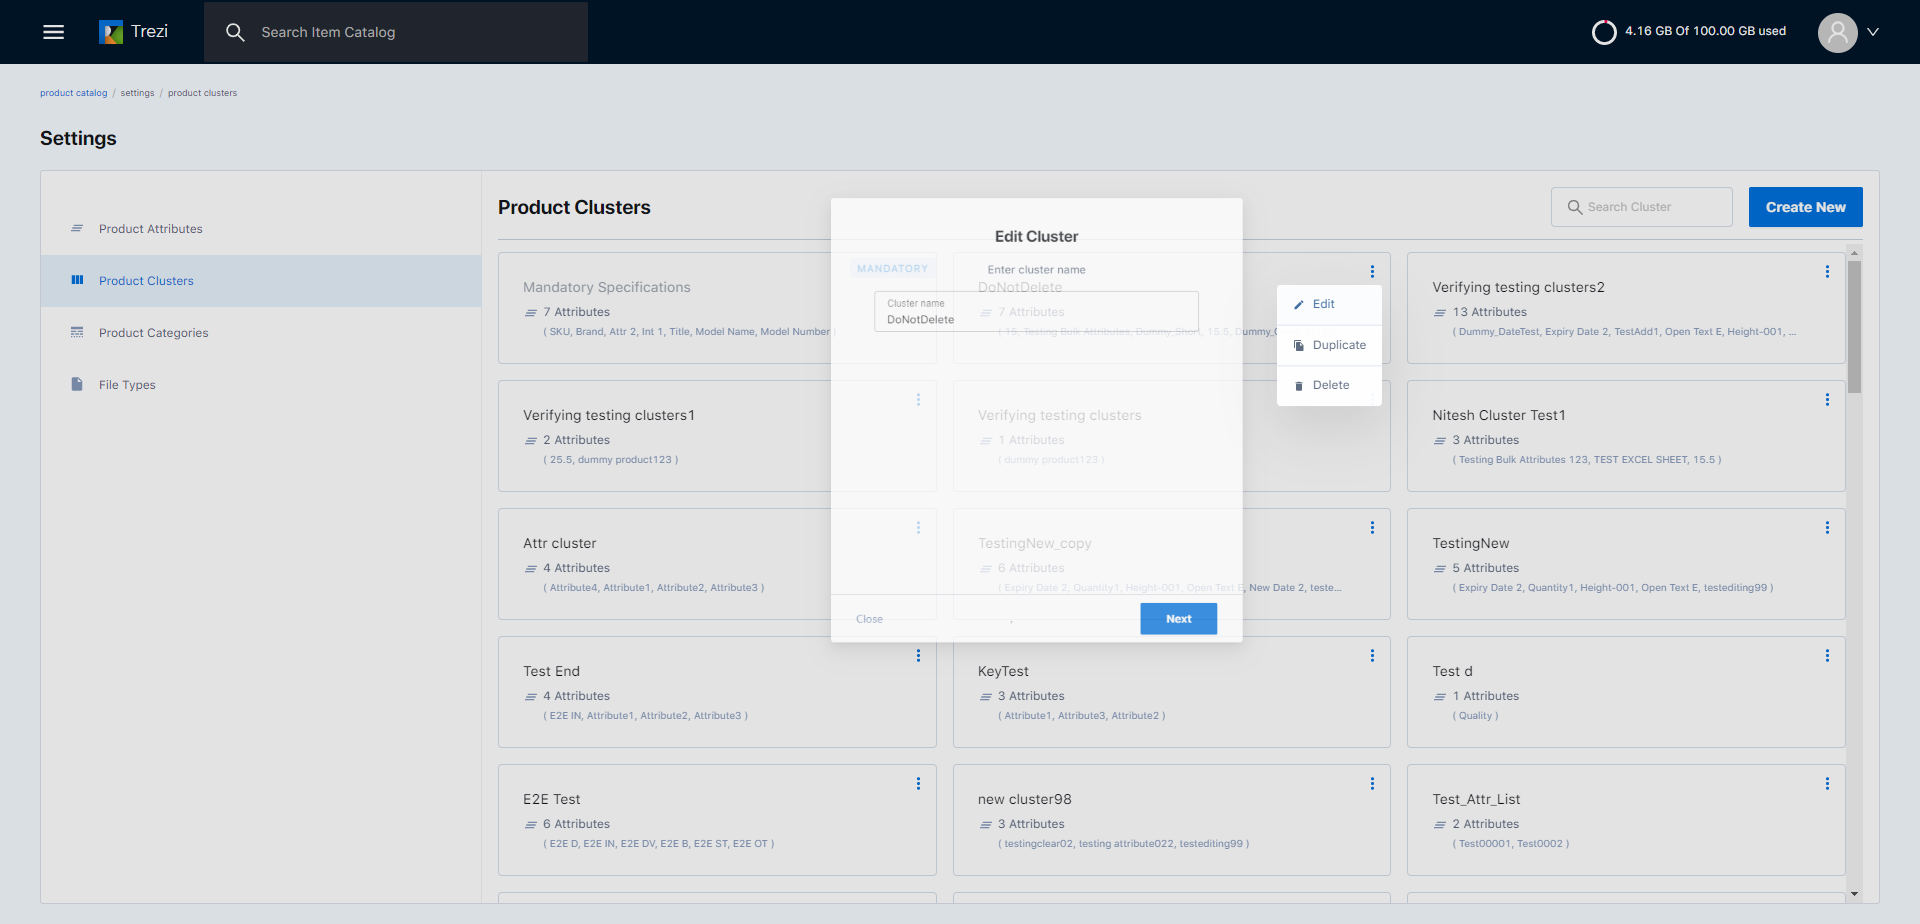 Trezi
Search Item Catalog
4.16 GB Of 100.00 GB used
product catalog / settings / product clusters
Settings
Product Attributes
Product Clusters
Product Categories
File Types
Product Clusters
Search Cluster
Create New
MANDATORY
Mandatory Specifications
7 Attributes
( SKU, Brand, Attr 2, Int 1, Title, Model Name, Model Number
DoNotDelete
7 Attributes
( 15, Testing Bulk Attributes, Dummy_Short, 15.5,
Verifying testing clusters2
13 Attributes
( Dummy_DateTest, Expiry Date 2, TestAdd1, Open Text E, Height-001, ...
Verifying testing clusters1
2 Attributes
( 25.5, dummy product123 )
Verifying testing clusters
1 Attributes
( dummy product123 )
Nitesh Cluster Test1
3 Attributes
( Testing Bulk Attributes 123, TEST EXCEL SHEET, 15.5 )
Attr cluster
4 Attributes
( Attribute4, Attribute1, Attribute2, Attribute3 )
TestingNew_copy
6 Attributes
( Expiry Date 2, Quantity1, Height-001, Open Text E, New Date 2, teste...
TestingNew
5 Attributes
( Expiry Date 2, Quantity1, Height-001, Open Text E, testediting99 )
Test End
4 Attributes
( E2E IN, Attribute1, Attribute2, Attribute3 )
KeyTest
3 Attributes
( Attribute1, Attribute3, Attribute2 )
Test d
1 Attributes
( Quality )
E2E Test
6 Attributes
( E2E D, E2E IN, E2E DV, E2E B, E2E ST, E2E OT )
new cluster98
3 Attributes
( testingclear02, testing attribute022, testediting99 )
Test_Attr_List
2 Attributes
( Test00001, Test0002 )
Edit Cluster
Enter cluster name
Cluster name
DoNotDelete
Close
Next
Edit
Duplicate
Delete